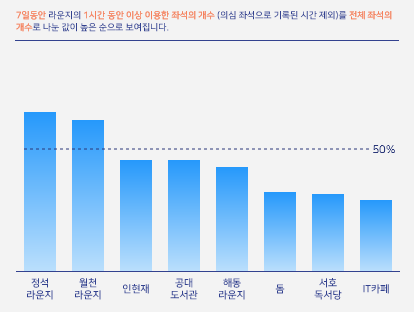 7일동안 라운지의 1시간 동안 이상 이용한 좌석의 개수 (의심 좌석으로 기록된 시간 제외)를 전체 좌석의
개수로 나눈 값이 높은 순으로 보여집니다.
50%
정석
라운지
월천
라운지
인현재
공대
도서관
해동
라운지
돔
서호
독서당
IT카페